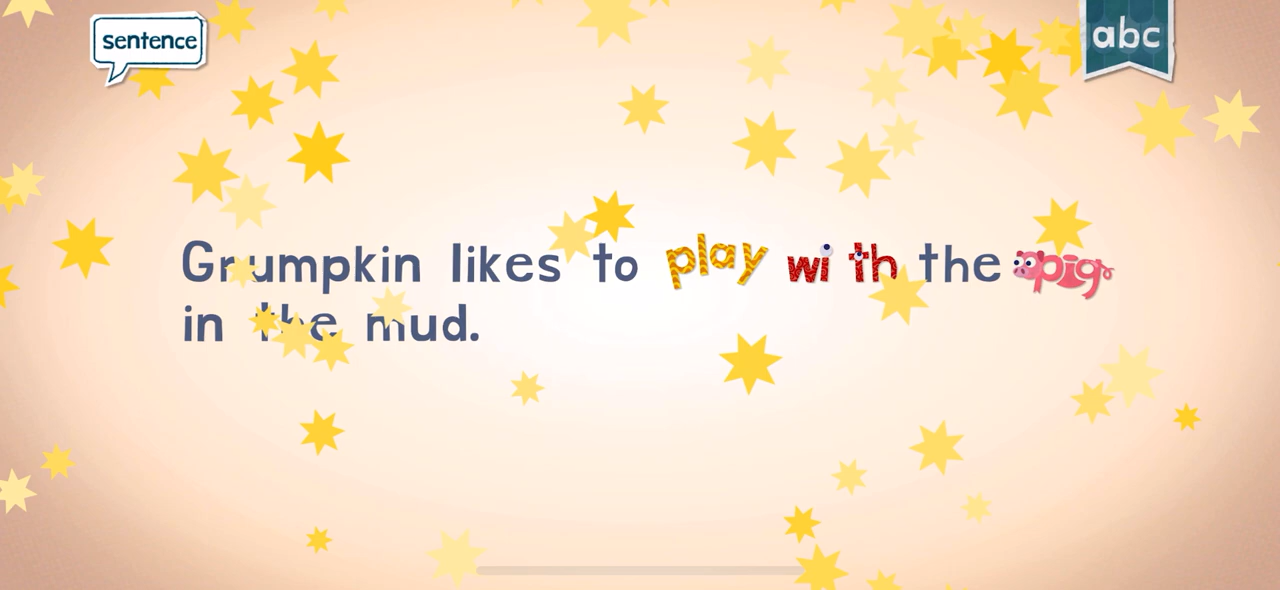 sentence
abc
Grumpkin likes to play with the pig
in the mud.